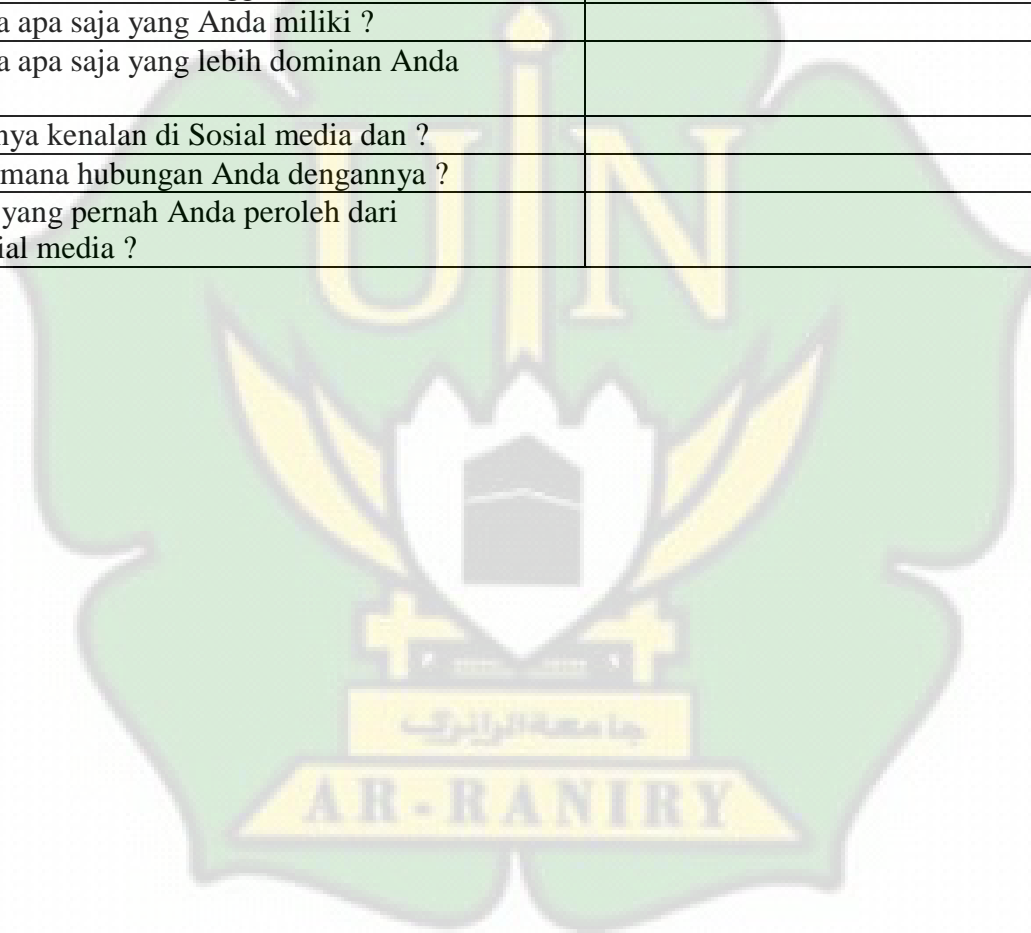 a apa saja yang Anda miliki ?
a apa saja yang lebih dominan Anda
nya kenalan di Sosial media dan ?
mana hubungan Anda dengannya ?
yang pernah Anda peroleh dari
ial media ?
UIN
جامعة الرانري
AR-RANIRY